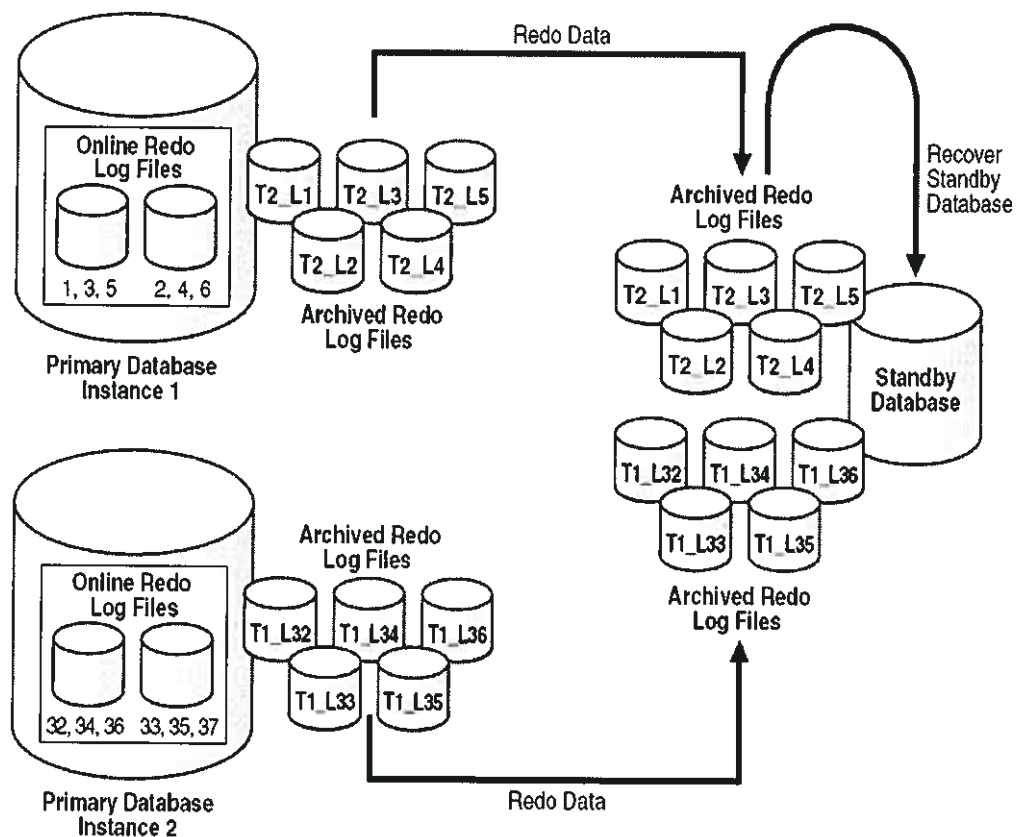 Redo Data
Online Redo
Log Files
1, 3, 5
2, 4, 6
T2_L1
T2_L3
T2_L5
T2_L2
T2_L4
Archived Redo
Log Files
Primary Database
Instance 1
Archived Redo
Log Files
T2_L1
T2_L3
T2_L5
T2_L2
T2_L4
Recover
Standby
Database
Standby
Database
T1_L32
T1_L34
T1_L36
T1_L33
T1_L35
Archived Redo
Log Files
Online Redo
Log Files
32, 34, 36
33, 35, 37
Archived Redo
Log Files
T1_L32
T1_L34
T1_L36
T1_L33
T1_L35
Primary Database
Instance 2
Redo Data